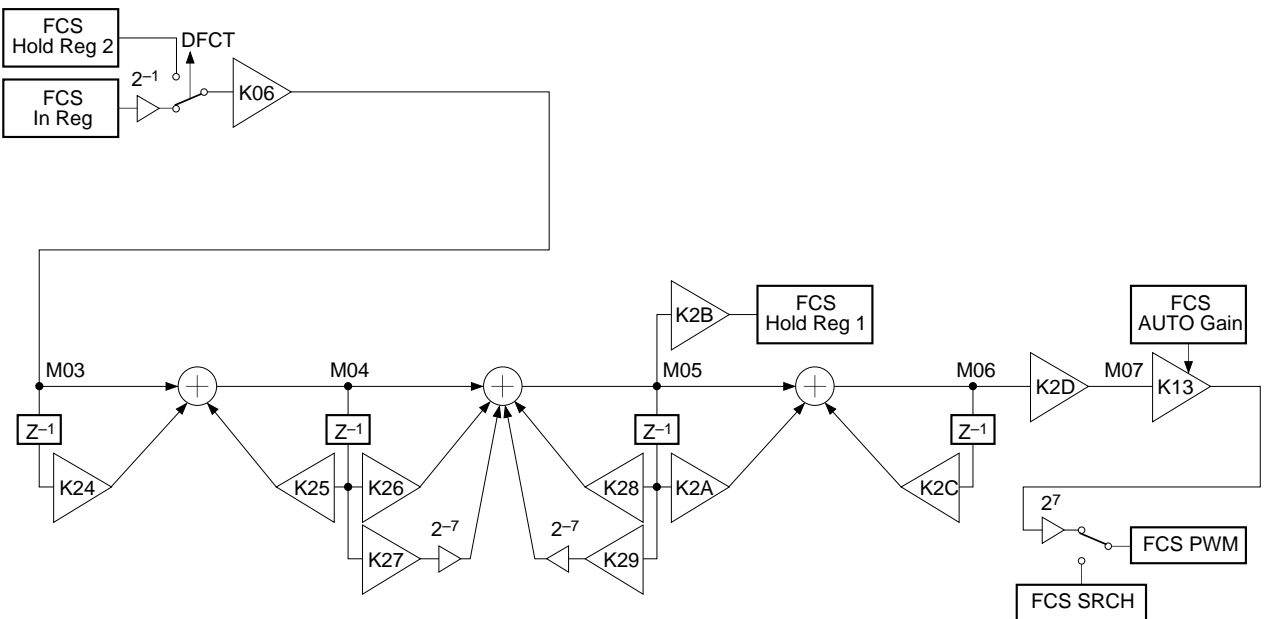 FCS
Hold Reg 2
DFCT
2–1
FCS
In Reg
K06
K2B
FCS
Hold Reg 1
FCS
AUTO Gain
M03
M04
M05
M06
K2D
M07
K13
Z–1
Z–1
Z–1
Z–1
K24
K25
K26
K28
K2A
K2C
27
2–7
2–7
K27
K29
FCS PWM
FCS SRCH